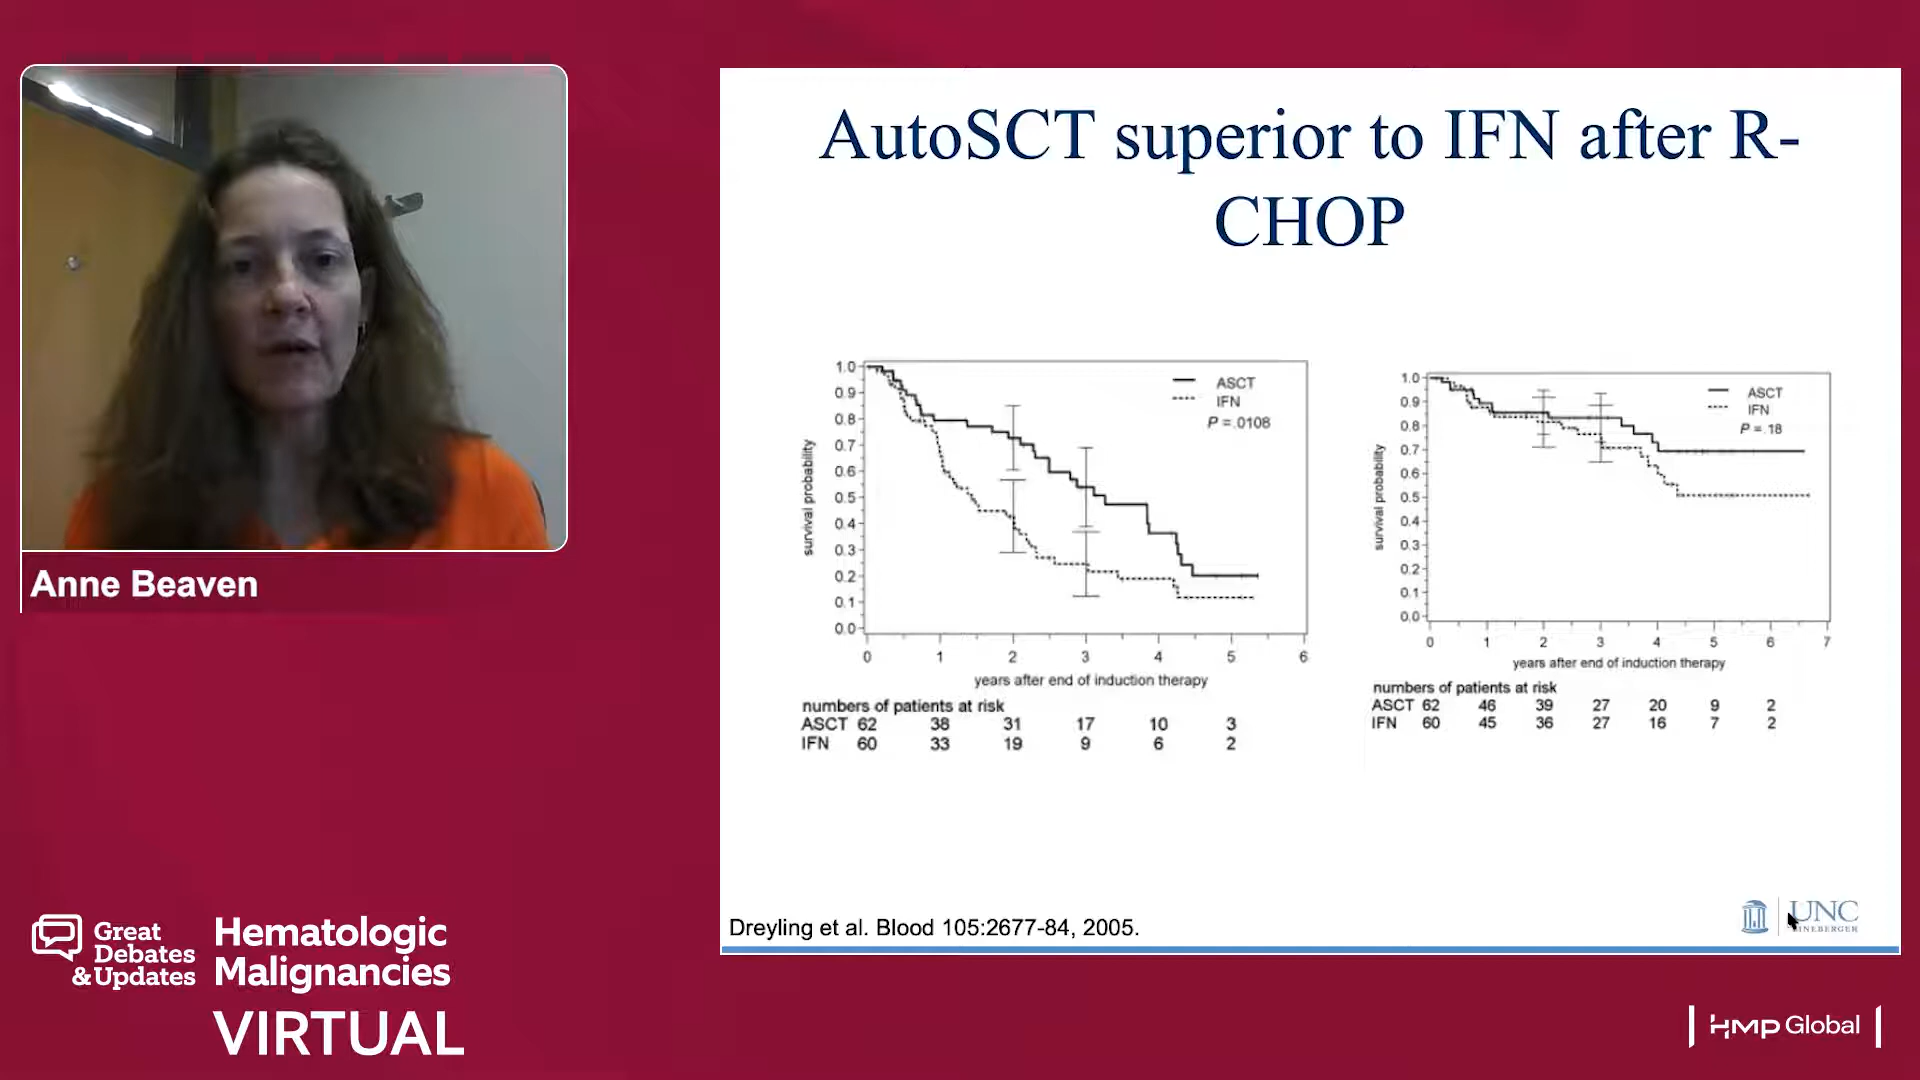 AutoSCT superior to IFN after R-
CHOP
1.0
0.9
0.8
0.7
0.6
0.5
0.4
0.3
0.2
0.1
0.0
survival probability
ASCT
IFN
P = .0108
0 1 2 3 4 5 6
years after end of induction therapy
numbers of patients at risk
ASCT 62 38 31 17 10 3
IFN 60 33 19 9 6 2
1.0
0.9
0.8
0.7
0.6
0.5
0.4
0.3
0.2
0.1
0.0
survival probability
ASCT
IFN
P = .18
0 1 2 3 4 5 6 7
years after end of induction therapy
numbers of patients at risk
ASCT 62 46 39 27 20 9 2
IFN 60 45 36 27 16 7 2
Dreyling et al. Blood 105:2677-84, 2005.
UNC
Anne Beaven
Great
Debates
&Updates
Hematologic
Malignancies
VIRTUAL
HMP Global